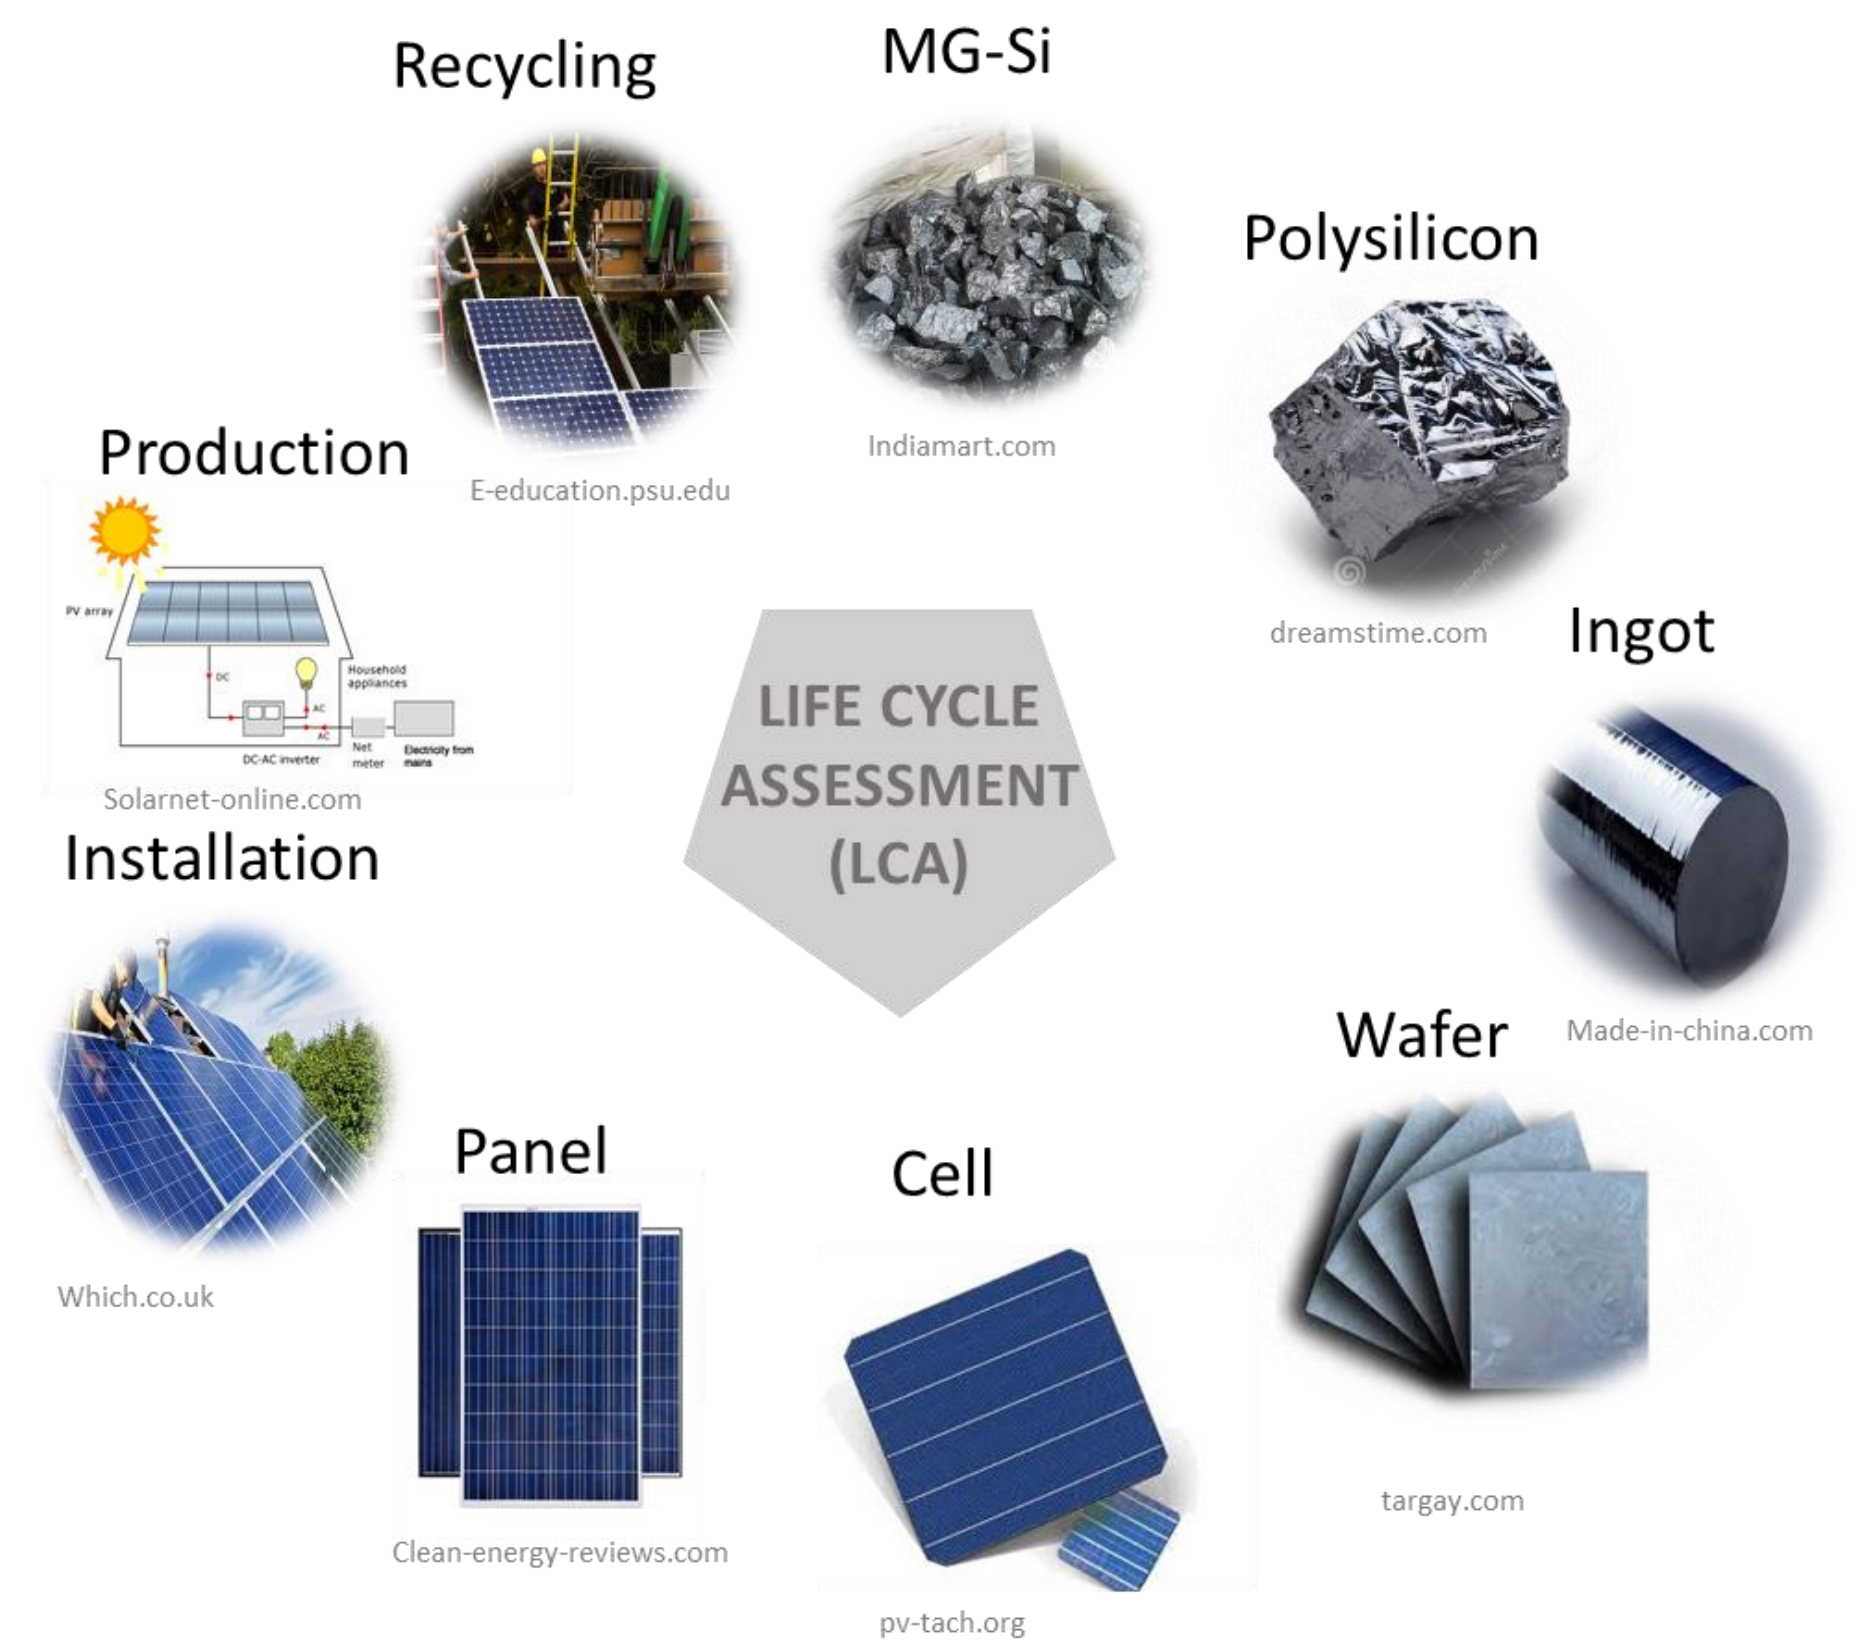 Recycling
MG-Si
Polysilicon
Indiamart.com
E-education.psu.edu
Production
PV array
DC
Household
appliances
AC
AC
DC-AC inverter
Net
meter
Electricity from
mains
Solarnet-online.com
dreamstime.com
Ingot
LIFE CYCLE
ASSESSMENT
(LCA)
Installation
Made-in-china.com
Wafer
Panel
Cell
Which.co.uk
targay.com
Clean-energy-reviews.com
pv-tach.org